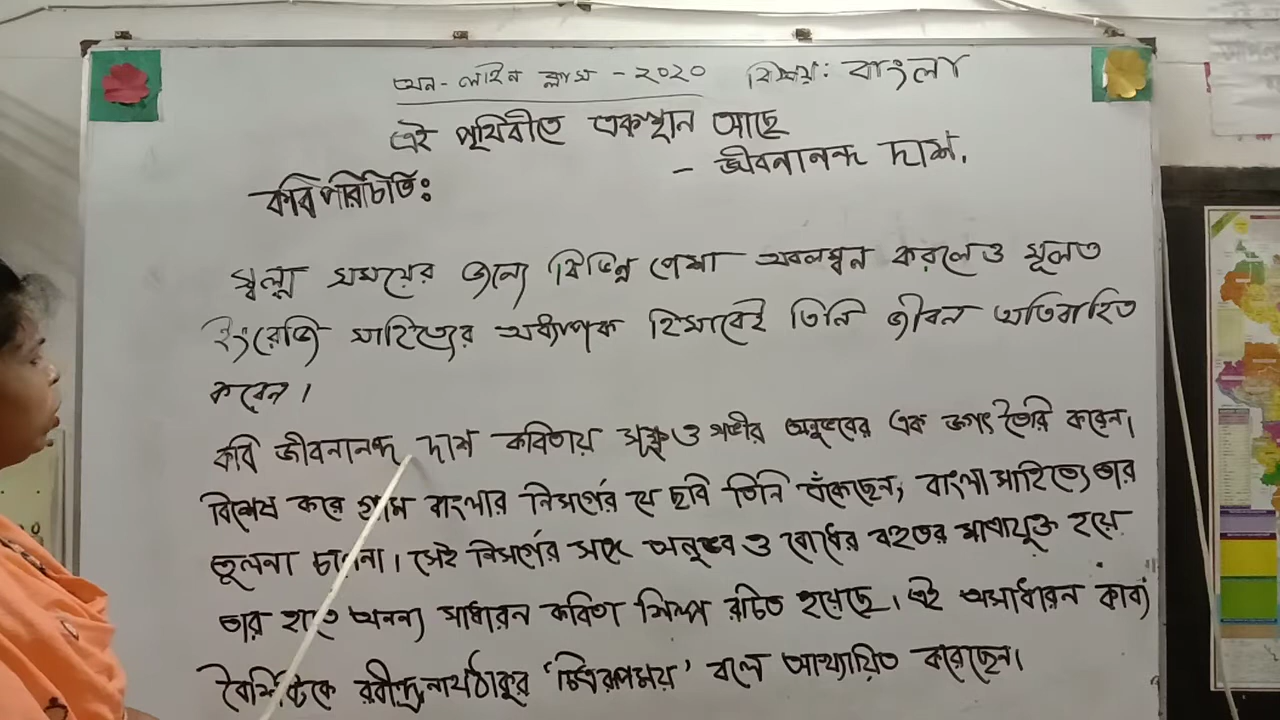 অন-লাইন ক্লাস - ২০২০ বিষয়: বাংলা
এই পৃথিবীতে একস্থান আছে
- জীবনানন্দ দাশ.
কবি পরিচিতি:
স্বল্প সময়ের জন্যে বিভিন্ন পেশা অবলম্বন করলেও মূলত
ইংরেজি সাহিত্যের অধ্যাপক হিসাবেই তিনি জীবন অতিবাহিত
করেন।
কবি জীবনানন্দ দাশ কবিতায় সূক্ষ্ম ও গভীর অনুভবের এক জগৎ তৈরি করেন।
বিশেষ করে গ্রাম বাংলার নিসর্গের যে ছবি তিনি এঁকেছেন, বাংলা সাহিত্যে তার
তুলনা চলেনা। সেই নিসর্গের সঙ্গে অনুভব ও বোধের বহুতর মাত্রাযুক্ত হয়ে
তার হাতে অনন্য সাধারন কবিতা শিল্প রচিত হয়েছে। এই অসাধারন কাব্য
বৈশিষ্টকে রবীন্দ্রনাথঠাকুর 'চিত্ররূপময়' বলে আখ্যায়িত করেছেন।